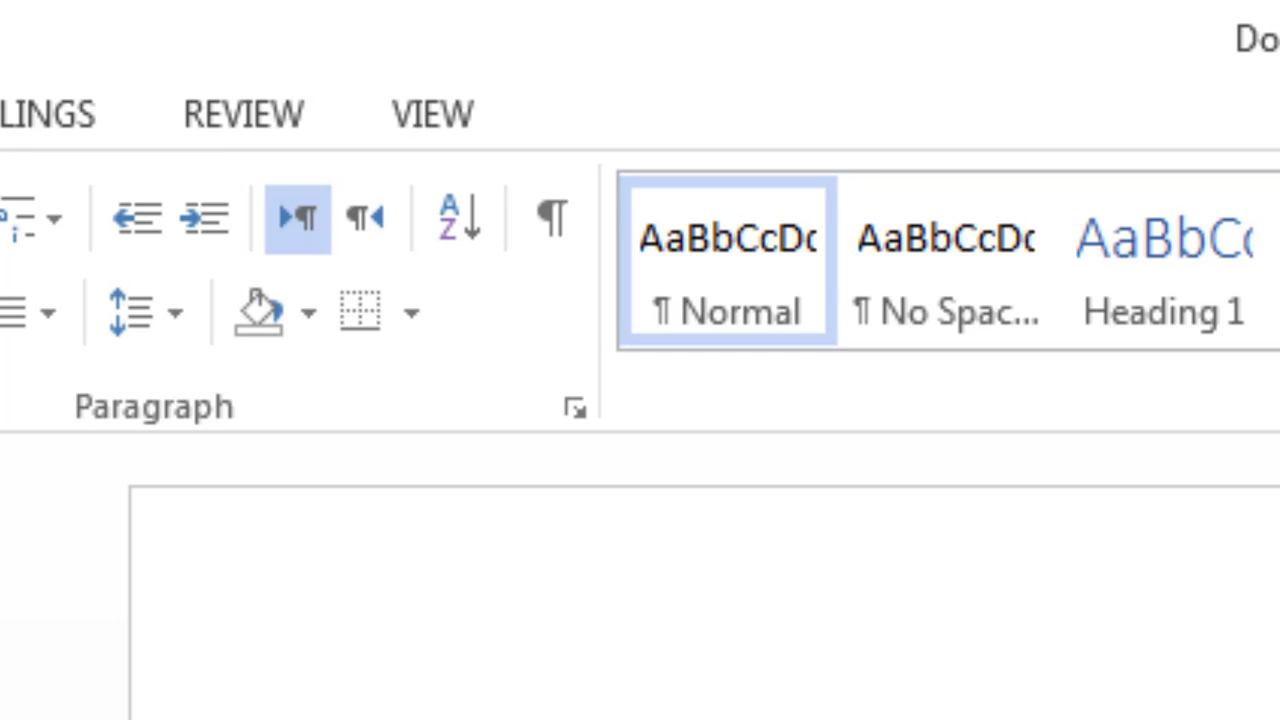 Do
LINGS REVIEW VIEW
AaBbCcDc AaBbCcDc AaBbCc
¶ Normal ¶ No Spac... Heading 1
Paragraph